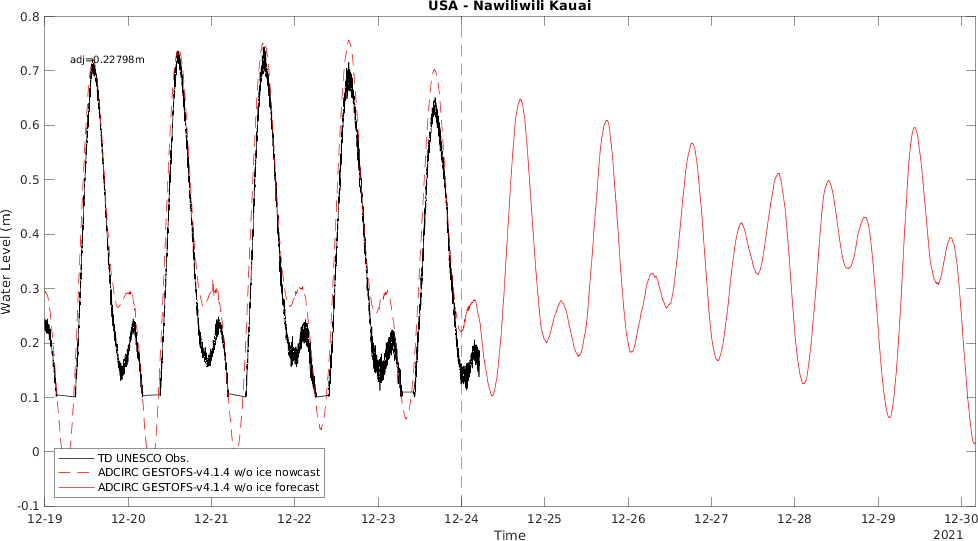 USA - Nawiliwili Kauai
0.8
adj=0.22798m
0.7
0.6
0.5
0.4
0.3
0.2
0.1
0
-0.1
Water Level (m)
TD UNESCO Obs.
ADCIRC GESTOFS-v4.1.4 w/o ice nowcast
ADCIRC GESTOFS-v4.1.4 w/o ice forecast
12-19 12-20 12-21 12-22 12-23 12-24 12-25 12-26 12-27 12-28 12-29 12-30
Time
2021